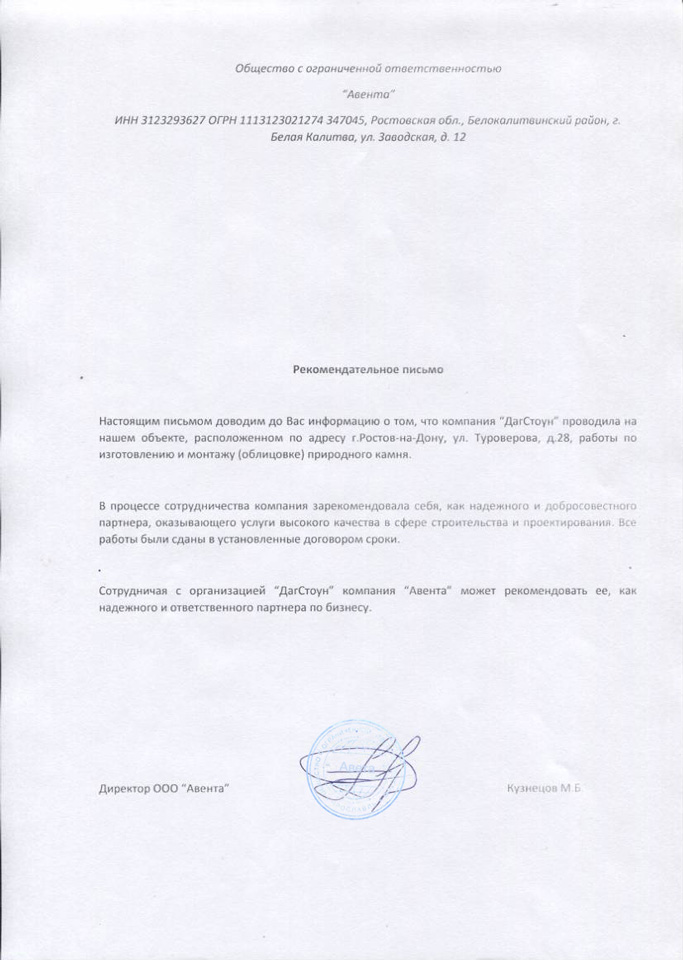 Общество с ограниченной ответственностью
"Авента"
ИНН 3123293627 ОГРН 1113123021274 347045, Ростовская обл., Белокалитвинский район, г.
Белая Калитва, ул. Заводская, д. 12
Рекомендательное письмо
Настоящим письмом доводим до Вас информацию о том, что компания "ДагСтоун" проводила на
нашем объекте, расположенном по адресу г.Ростов-на-Дону, ул. Туроверова, д.28, работы по
изготовлению и монтажу (облицовке) природного камня.
В процессе сотрудничества компания зарекомендовала себя, как надежного и добросовестного
партнера, оказывающего услуги высокого качества в сфере строительства и проектирования. Все
работы были сданы в установленные договором сроки.
Сотрудничая с организацией "ДагСтоун" компания "Авента" может рекомендовать ее, как
надежного и ответственного партнера по бизнесу.
Директор ООО "Авента"
Кузнецов М.Б.